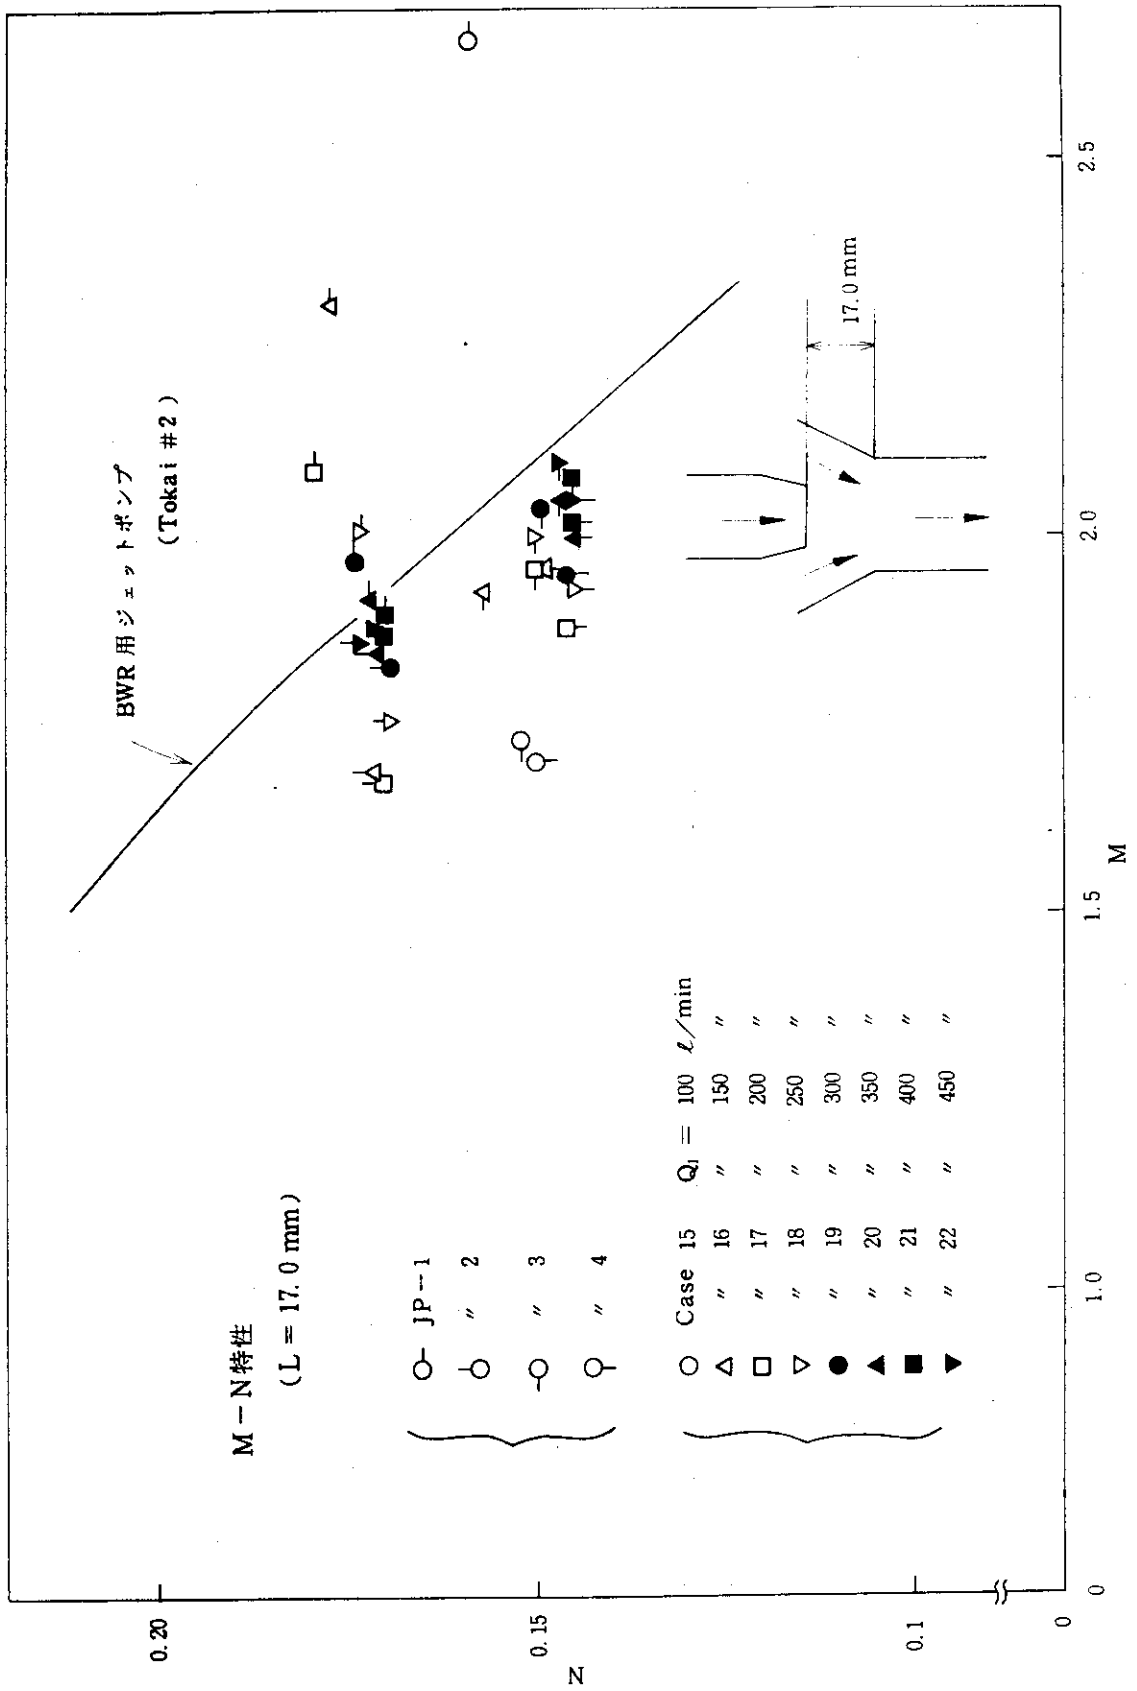 M－N特性
(L = 17.0 mm)
JP－1
〃 2
〃 3
〃 4
Case 15 Q₁ = 100 ℓ/min
〃 16 〃 150 〃
〃 17 〃 200 〃
〃 18 〃 250 〃
〃 19 〃 300 〃
〃 20 〃 350 〃
〃 21 〃 400 〃
〃 22 〃 450 〃
BWR用ジェットポンプ
(Tokai #2)
17.0 mm
N
0.20
0.15
0.1
0
0
1.0
1.5
2.0
2.5
M